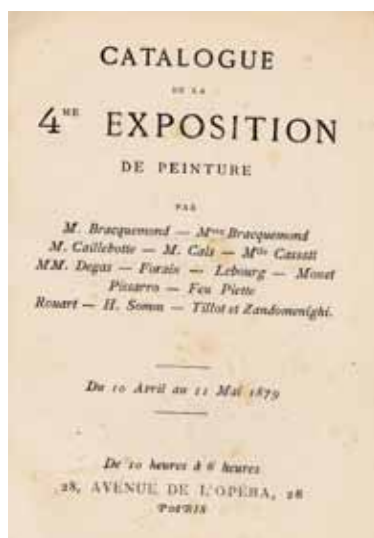 CATALOGUE
DE LA
4ME EXPOSITION
DE PEINTURE
PAR
M. Bracquemond — Mme Bracquemond
M. Caillebotte — M. Cals — Mlle Cassatt
MM. Degas — Forain — Lebourg — Monet
Pissarro — Feu Piette
Rouart — H. Somm — Tillot et Zandomenighi.
Du 10 Avril au 11 Mai 1879
De 10 heures à 6 heures
28, AVENUE DE L'OPÉRA, 28
PARIS